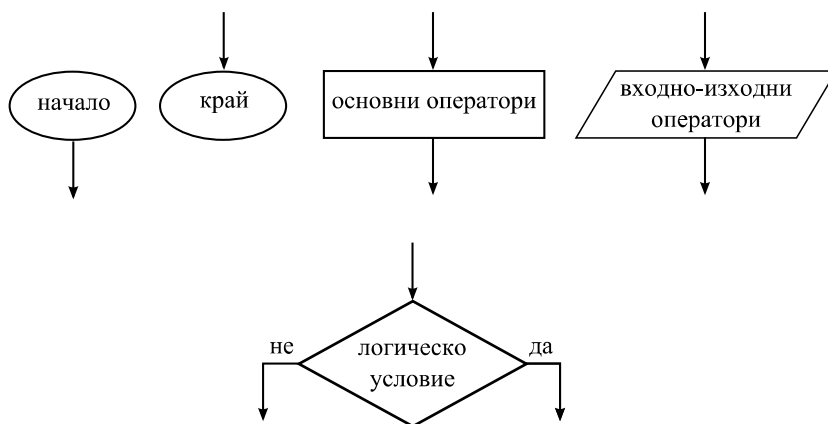 начало
край
основни оператори
входно-изходни
оператори
не
логическо
условие
да